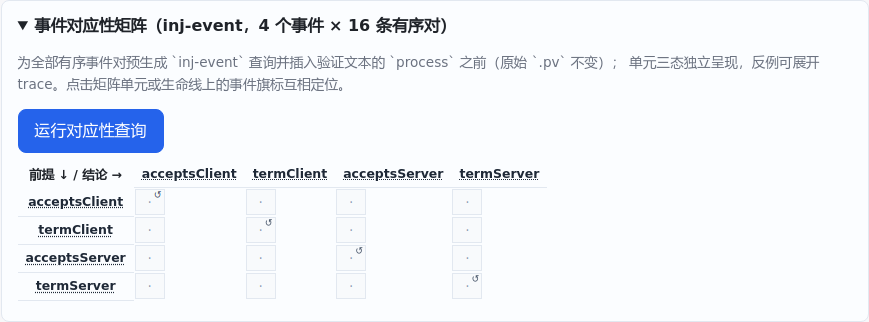 ▼ 事件对应性矩阵（inj-event，4 个事件 × 16 条有序对）
为全部有序事件对预生成 `inj-event` 查询并插入验证文本的 `process` 之前（原始 `.pv` 不变）； 单元三态独立呈现，反例可展开
trace。点击矩阵单元或生命线上的事件旗标互相定位。
运行对应性查询
前提 ↓ / 结论 → acceptsClient termClient acceptsServer termServer
acceptsClient · ↺ · · ·
termClient · · ↺ · ·
acceptsServer · · · ↺ ·
termServer · · · · ↺